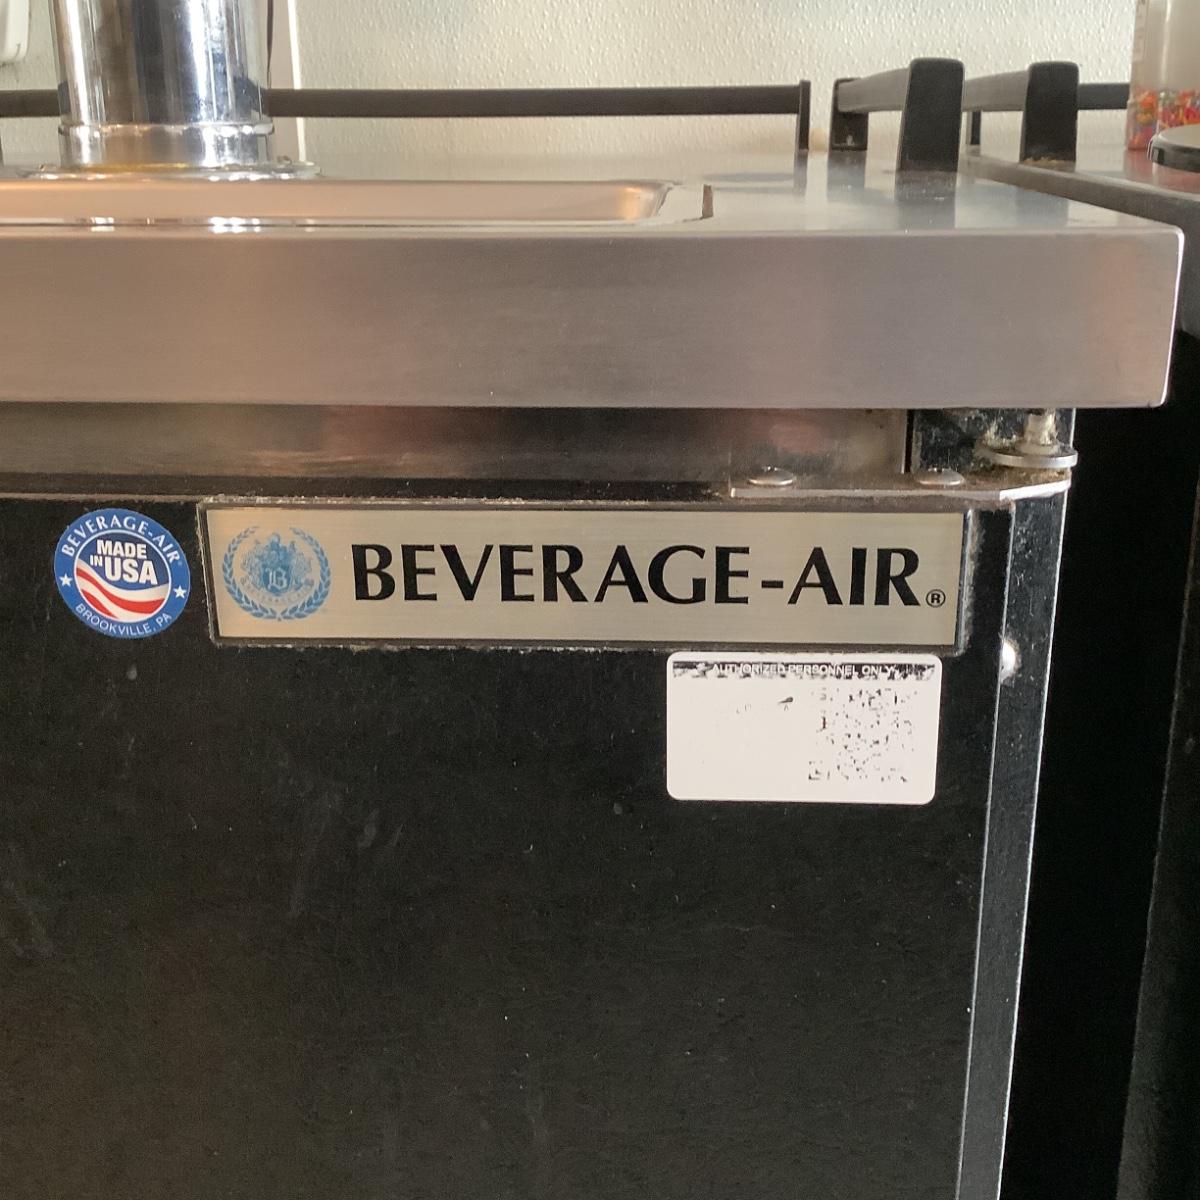 BEVERAGE-AIR®
MADE
IN USA
BROOKVILLE, PA
B
BEVERAGE-AIR®
AUTHORIZED PERSONNEL ONLY